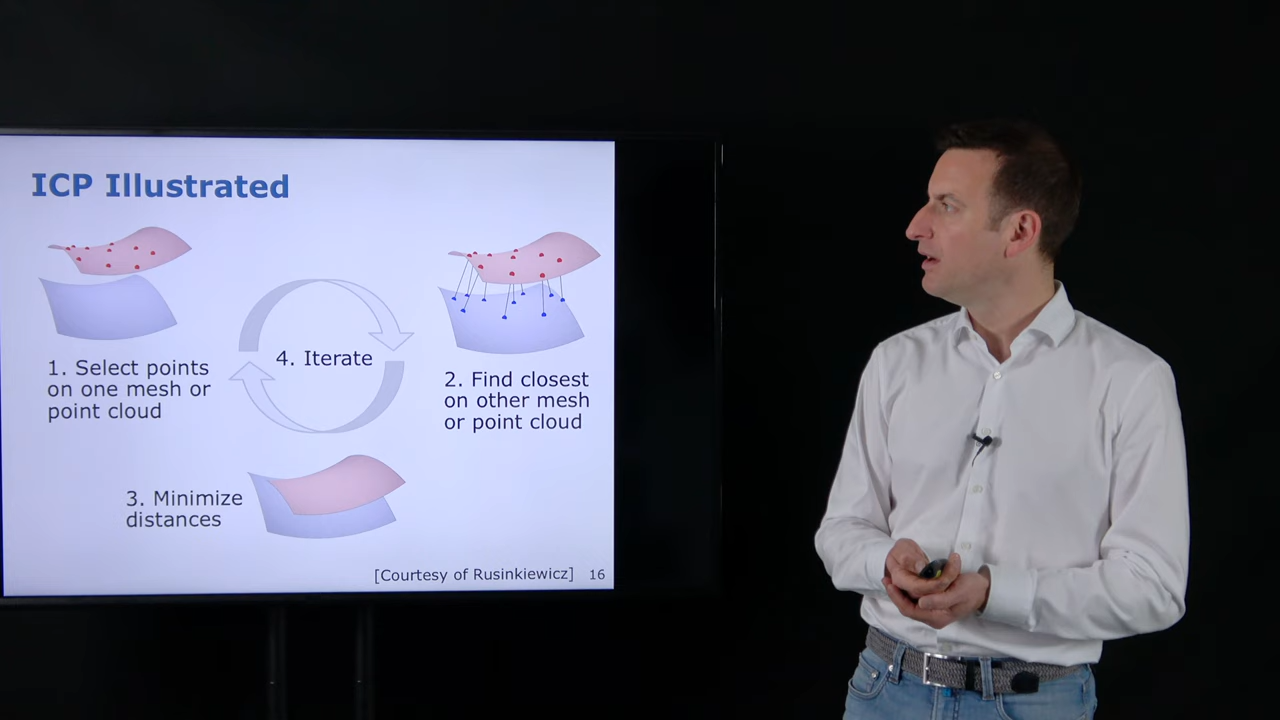 ICP Illustrated
1. Select points
on one mesh or
point cloud
4. Iterate
2. Find closest
on other mesh
or point cloud
3. Minimize
distances
[Courtesy of Rusinkiewicz] 16